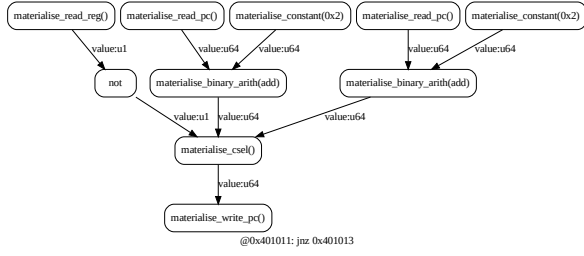 materialise_read_reg() materialise_read_pc() materialise_constant(0x2) materialise_read_pc() materialise_constant(0x2)
value:u1 value:u64 value:u64 value:u64 value:u64
not materialise_binary_arith(add) materialise_binary_arith(add)
value:u1 value:u64 value:u64
materialise_csel()
value:u64
materialise_write_pc()
@0x401011: jnz 0x401013